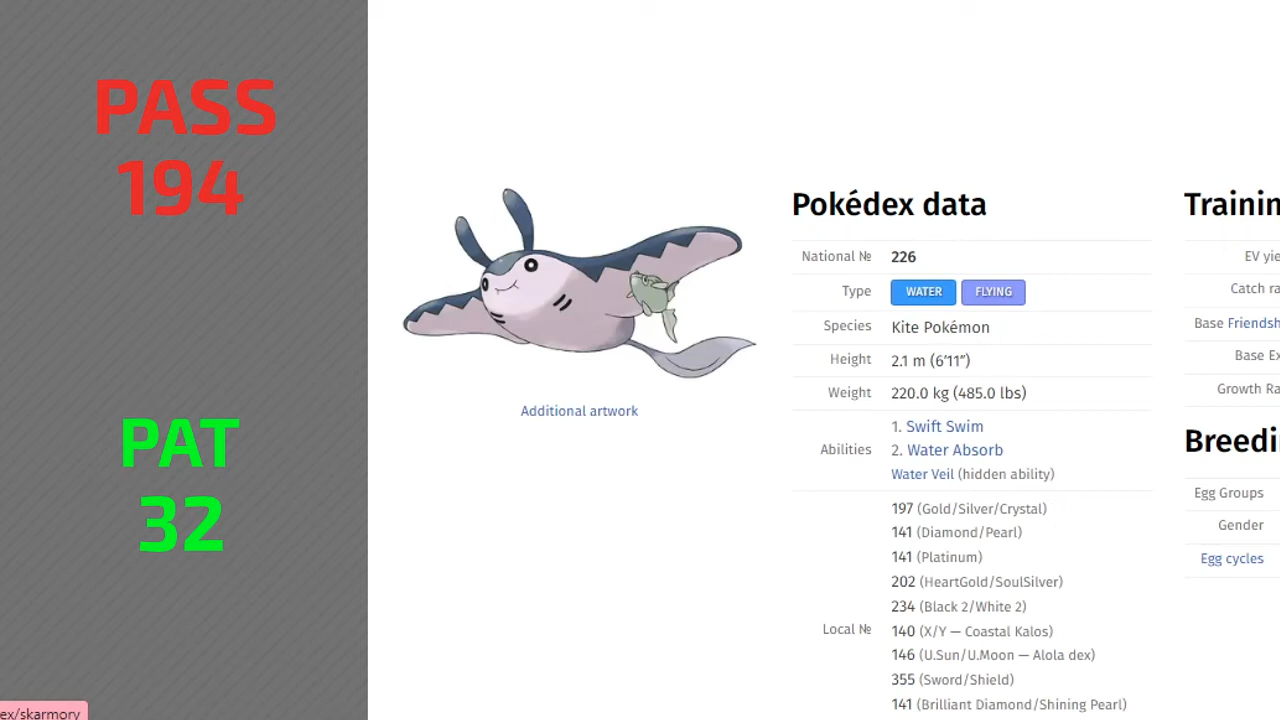 PASS
194
PAT
32
ex/skarmory
Additional artwork
Pokédex data
National № 226
Type WATER FLYING
Species Kite Pokémon
Height 2.1 m (6′11″)
Weight 220.0 kg (485.0 lbs)
Abilities
1. Swift Swim
2. Water Absorb
Water Veil (hidden ability)
Local №
197 (Gold/Silver/Crystal)
141 (Diamond/Pearl)
141 (Platinum)
202 (HeartGold/SoulSilver)
234 (Black 2/White 2)
140 (X/Y — Coastal Kalos)
146 (U.Sun/U.Moon — Alola dex)
355 (Sword/Shield)
141 (Brilliant Diamond/Shining Pearl)
Trainin
EV yie
Catch ra
Base Friendsh
Base Ex
Growth Ra
Breedi
Egg Groups
Gender
Egg cycles